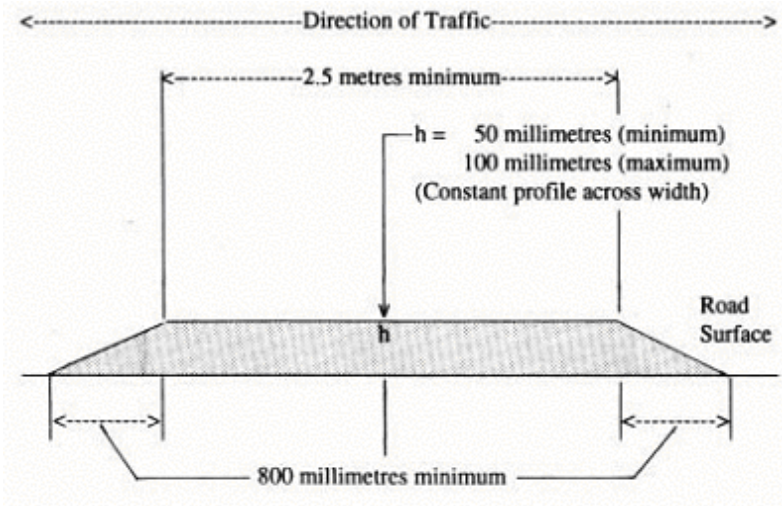 Direction of Traffic
2.5 metres minimum
h = 50 millimetres (minimum)
100 millimetres (maximum)
(Constant profile across width)
h
Road
Surface
800 millimetres minimum